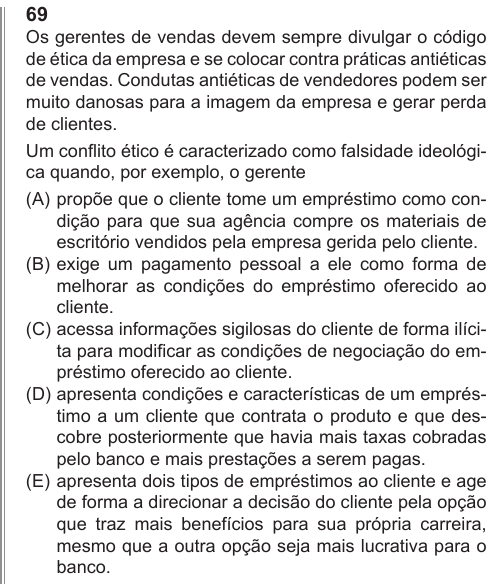 69
Os gerentes de vendas devem sempre divulgar o código
de ética da empresa e se colocar contra práticas antiéticas
de vendas. Condutas antiéticas de vendedores podem ser
muito danosas para a imagem da empresa e gerar perda
de clientes.
Um conflito ético é caracterizado como falsidade ideológi-
ca quando, por exemplo, o gerente
(A) propõe que o cliente tome um empréstimo como con-
dição para que sua agência compre os materiais de
escritório vendidos pela empresa gerida pelo cliente.
(B) exige um pagamento pessoal a ele como forma de
melhorar as condições do empréstimo oferecido ao
cliente.
(C) acessa informações sigilosas do cliente de forma ilíci-
ta para modificar as condições de negociação do em-
préstimo oferecido ao cliente.
(D) apresenta condições e características de um emprés-
timo a um cliente que contrata o produto e que des-
cobre posteriormente que havia mais taxas cobradas
pelo banco e mais prestações a serem pagas.
(E) apresenta dois tipos de empréstimos ao cliente e age
de forma a direcionar a decisão do cliente pela opção
que traz mais benefícios para sua própria carreira,
mesmo que a outra opção seja mais lucrativa para o
banco.